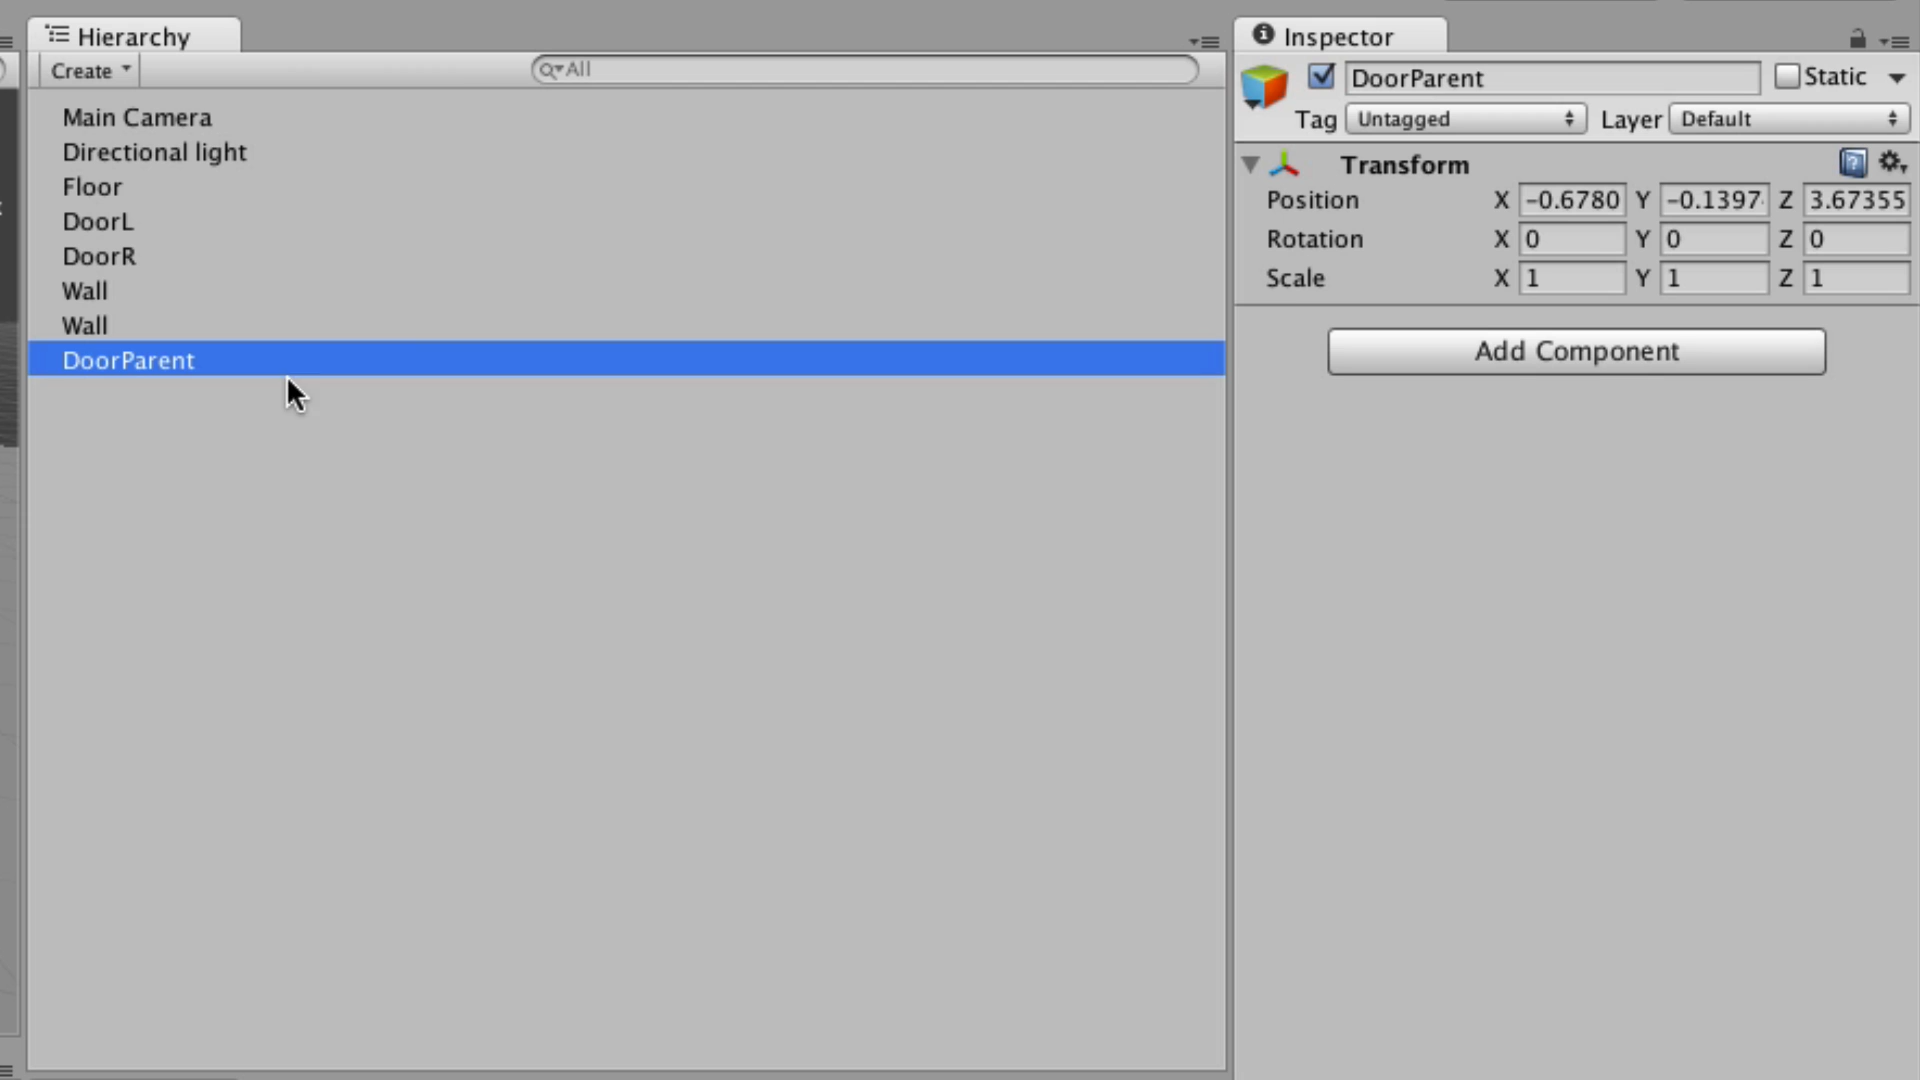 Hierarchy
Create
All
Main Camera
Directional light
Floor
DoorL
DoorR
Wall
Wall
DoorParent
Inspector
DoorParent Static
Tag Untagged Layer Default
Transform
Position X -0.6780 Y -0.1397 Z 3.67355
Rotation X 0 Y 0 Z 0
Scale X 1 Y 1 Z 1
Add Component